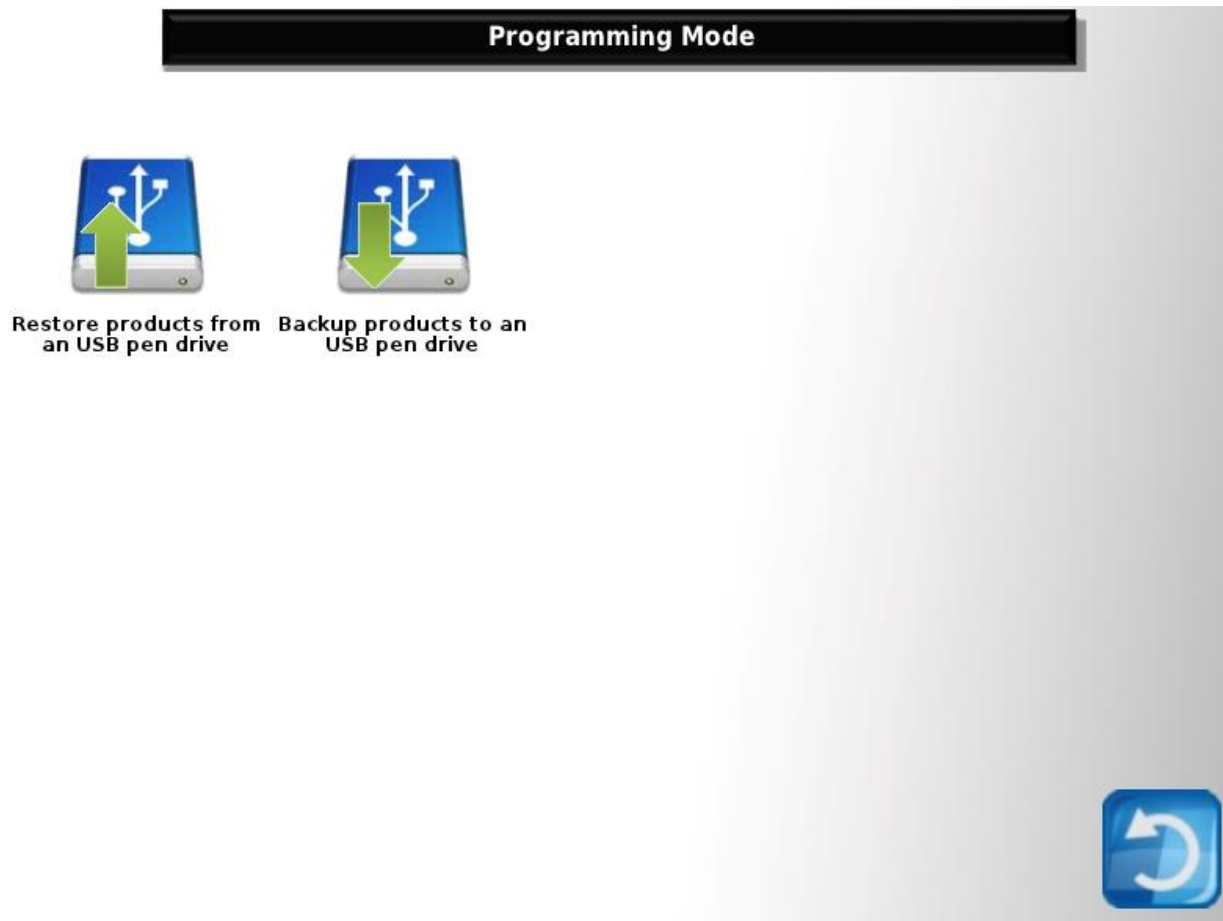 Programming Mode
Restore products from
an USB pen drive
Backup products to an
USB pen drive